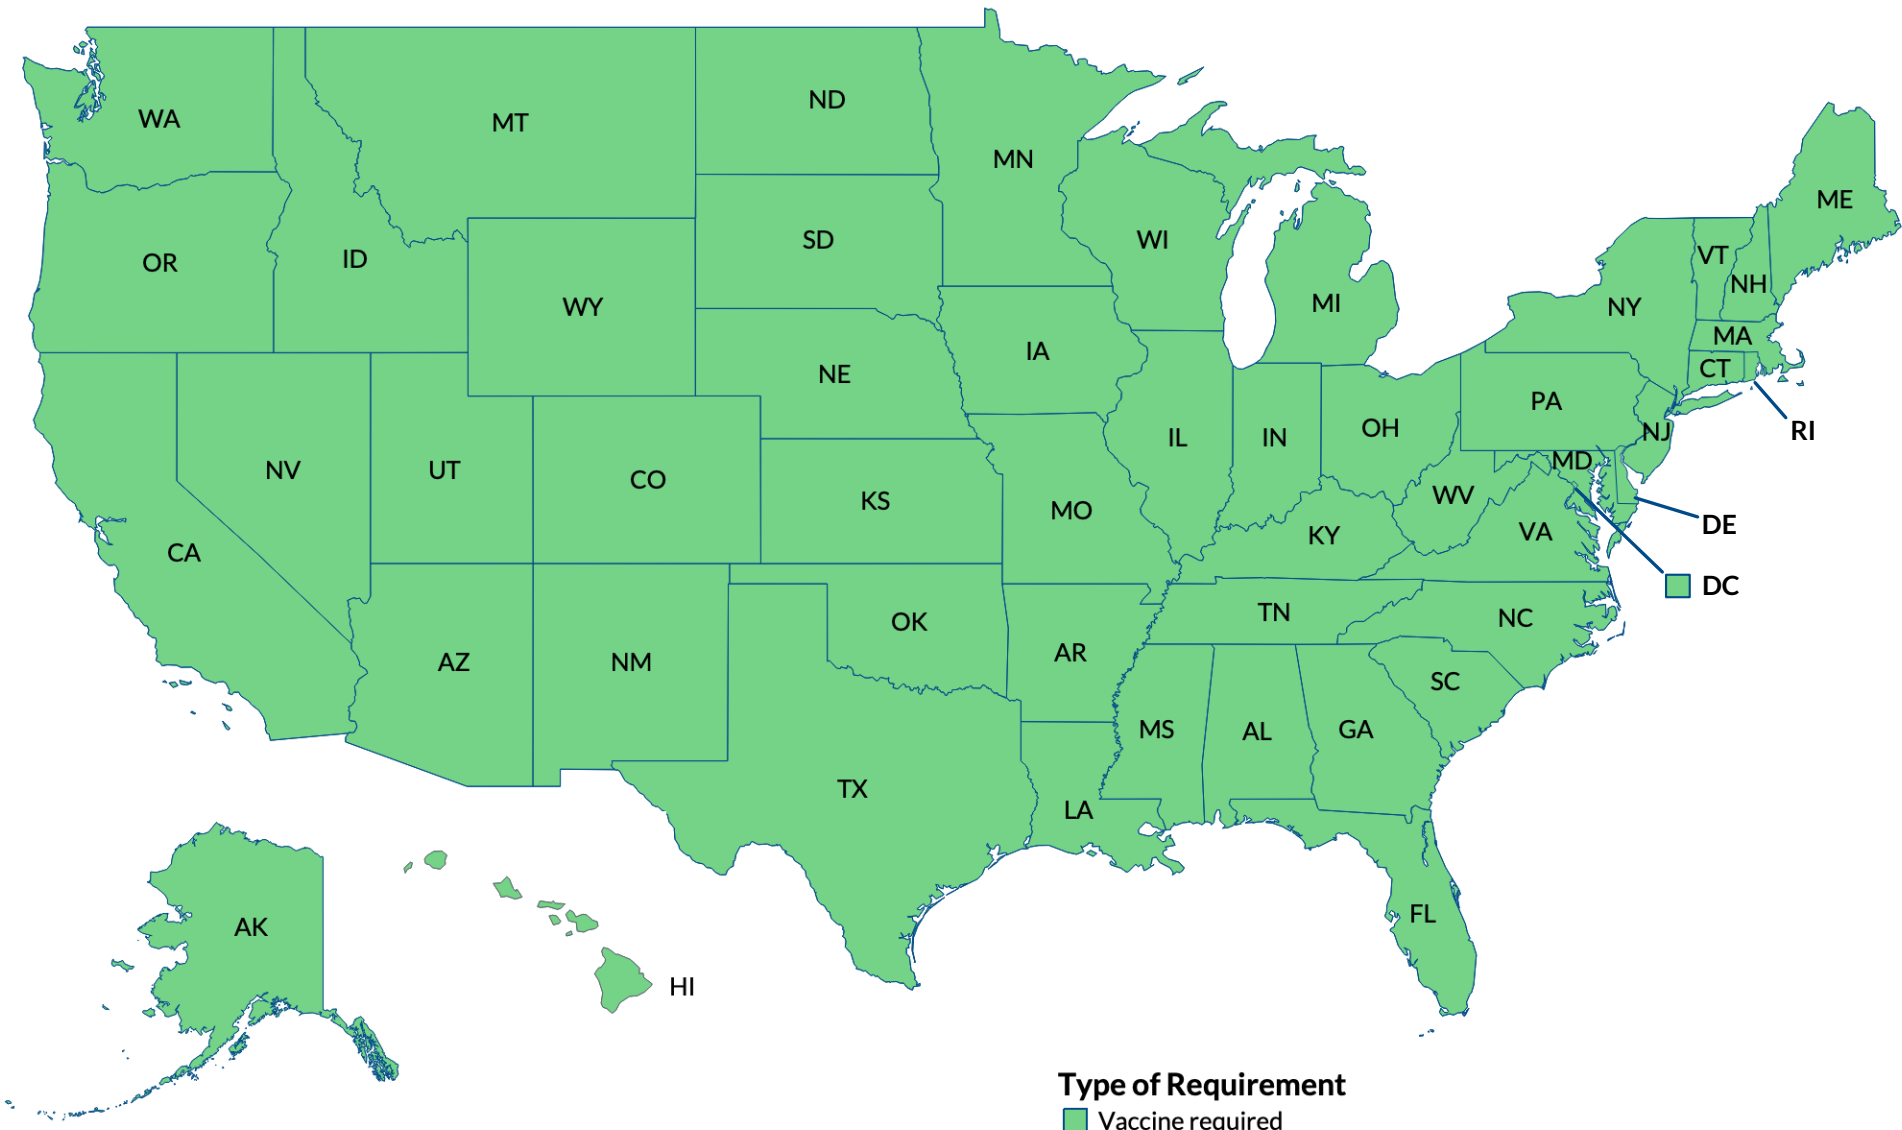 WA
MT
ND
MN
OR
ID
SD
WI
ME
WY
MI
VT
NH
NY
MA
IA
NE
CT
PA
RI
NV
UT
CO
KS
MO
IL
IN
OH
NJ
MD
WV
VA
DE
CA
KY
DC
AZ
NM
OK
AR
TN
NC
SC
MS
AL
GA
TX
LA
FL
AK
HI
Type of Requirement
Vaccine required